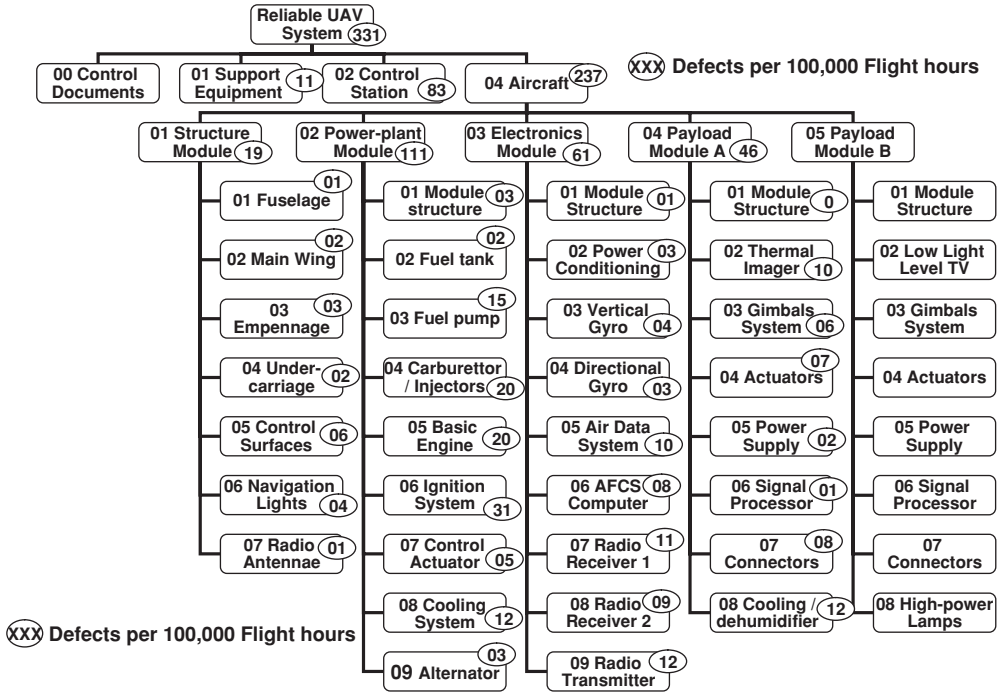 Reliable UAV
System 331
XXX Defects per 100,000 Flight hours
00 Control
Documents
01 Support
Equipment 11
02 Control
Station 83
04 Aircraft 237
01 Structure
Module 19
02 Power-plant
Module 111
03 Electronics
Module 61
04 Payload
Module A 46
05 Payload
Module B
01
01 Fuselage
02
02 Main Wing
03 03
Empennage
04 Under-
carriage 02
05 Control
Surfaces 06
06 Navigation
Lights 04
07 Radio
Antennae 01
01 Module
structure 03
02
02 Fuel tank
15
03 Fuel pump
04 Carburettor
/ Injectors 20
05 Basic
Engine 20
06 Ignition
System 31
07 Control
Actuator 05
08 Cooling
System 12
03
09 Alternator
01 Module
Structure 01
02 Power 03
Conditioning
03 Vertical
Gyro 04
04 Directional
Gyro 03
05 Air Data
System 10
06 AFCS 08
Computer
07 Radio 11
Receiver 1
08 Radio 09
Receiver 2
09 Radio 12
Transmitter
01 Module
Structure 0
02 Thermal
Imager 10
03 Gimbals
System 06
07
04 Actuators
05 Power
Supply 02
06 Signal
Processor 01
07 08
Connectors
08 Cooling /
dehumidifier 12
01 Module
Structure
02 Low Light
Level TV
03 Gimbals
System
04 Actuators
05 Power
Supply
06 Signal
Processor
07
Connectors
08 High-power
Lamps
XXX Defects per 100,000 Flight hours